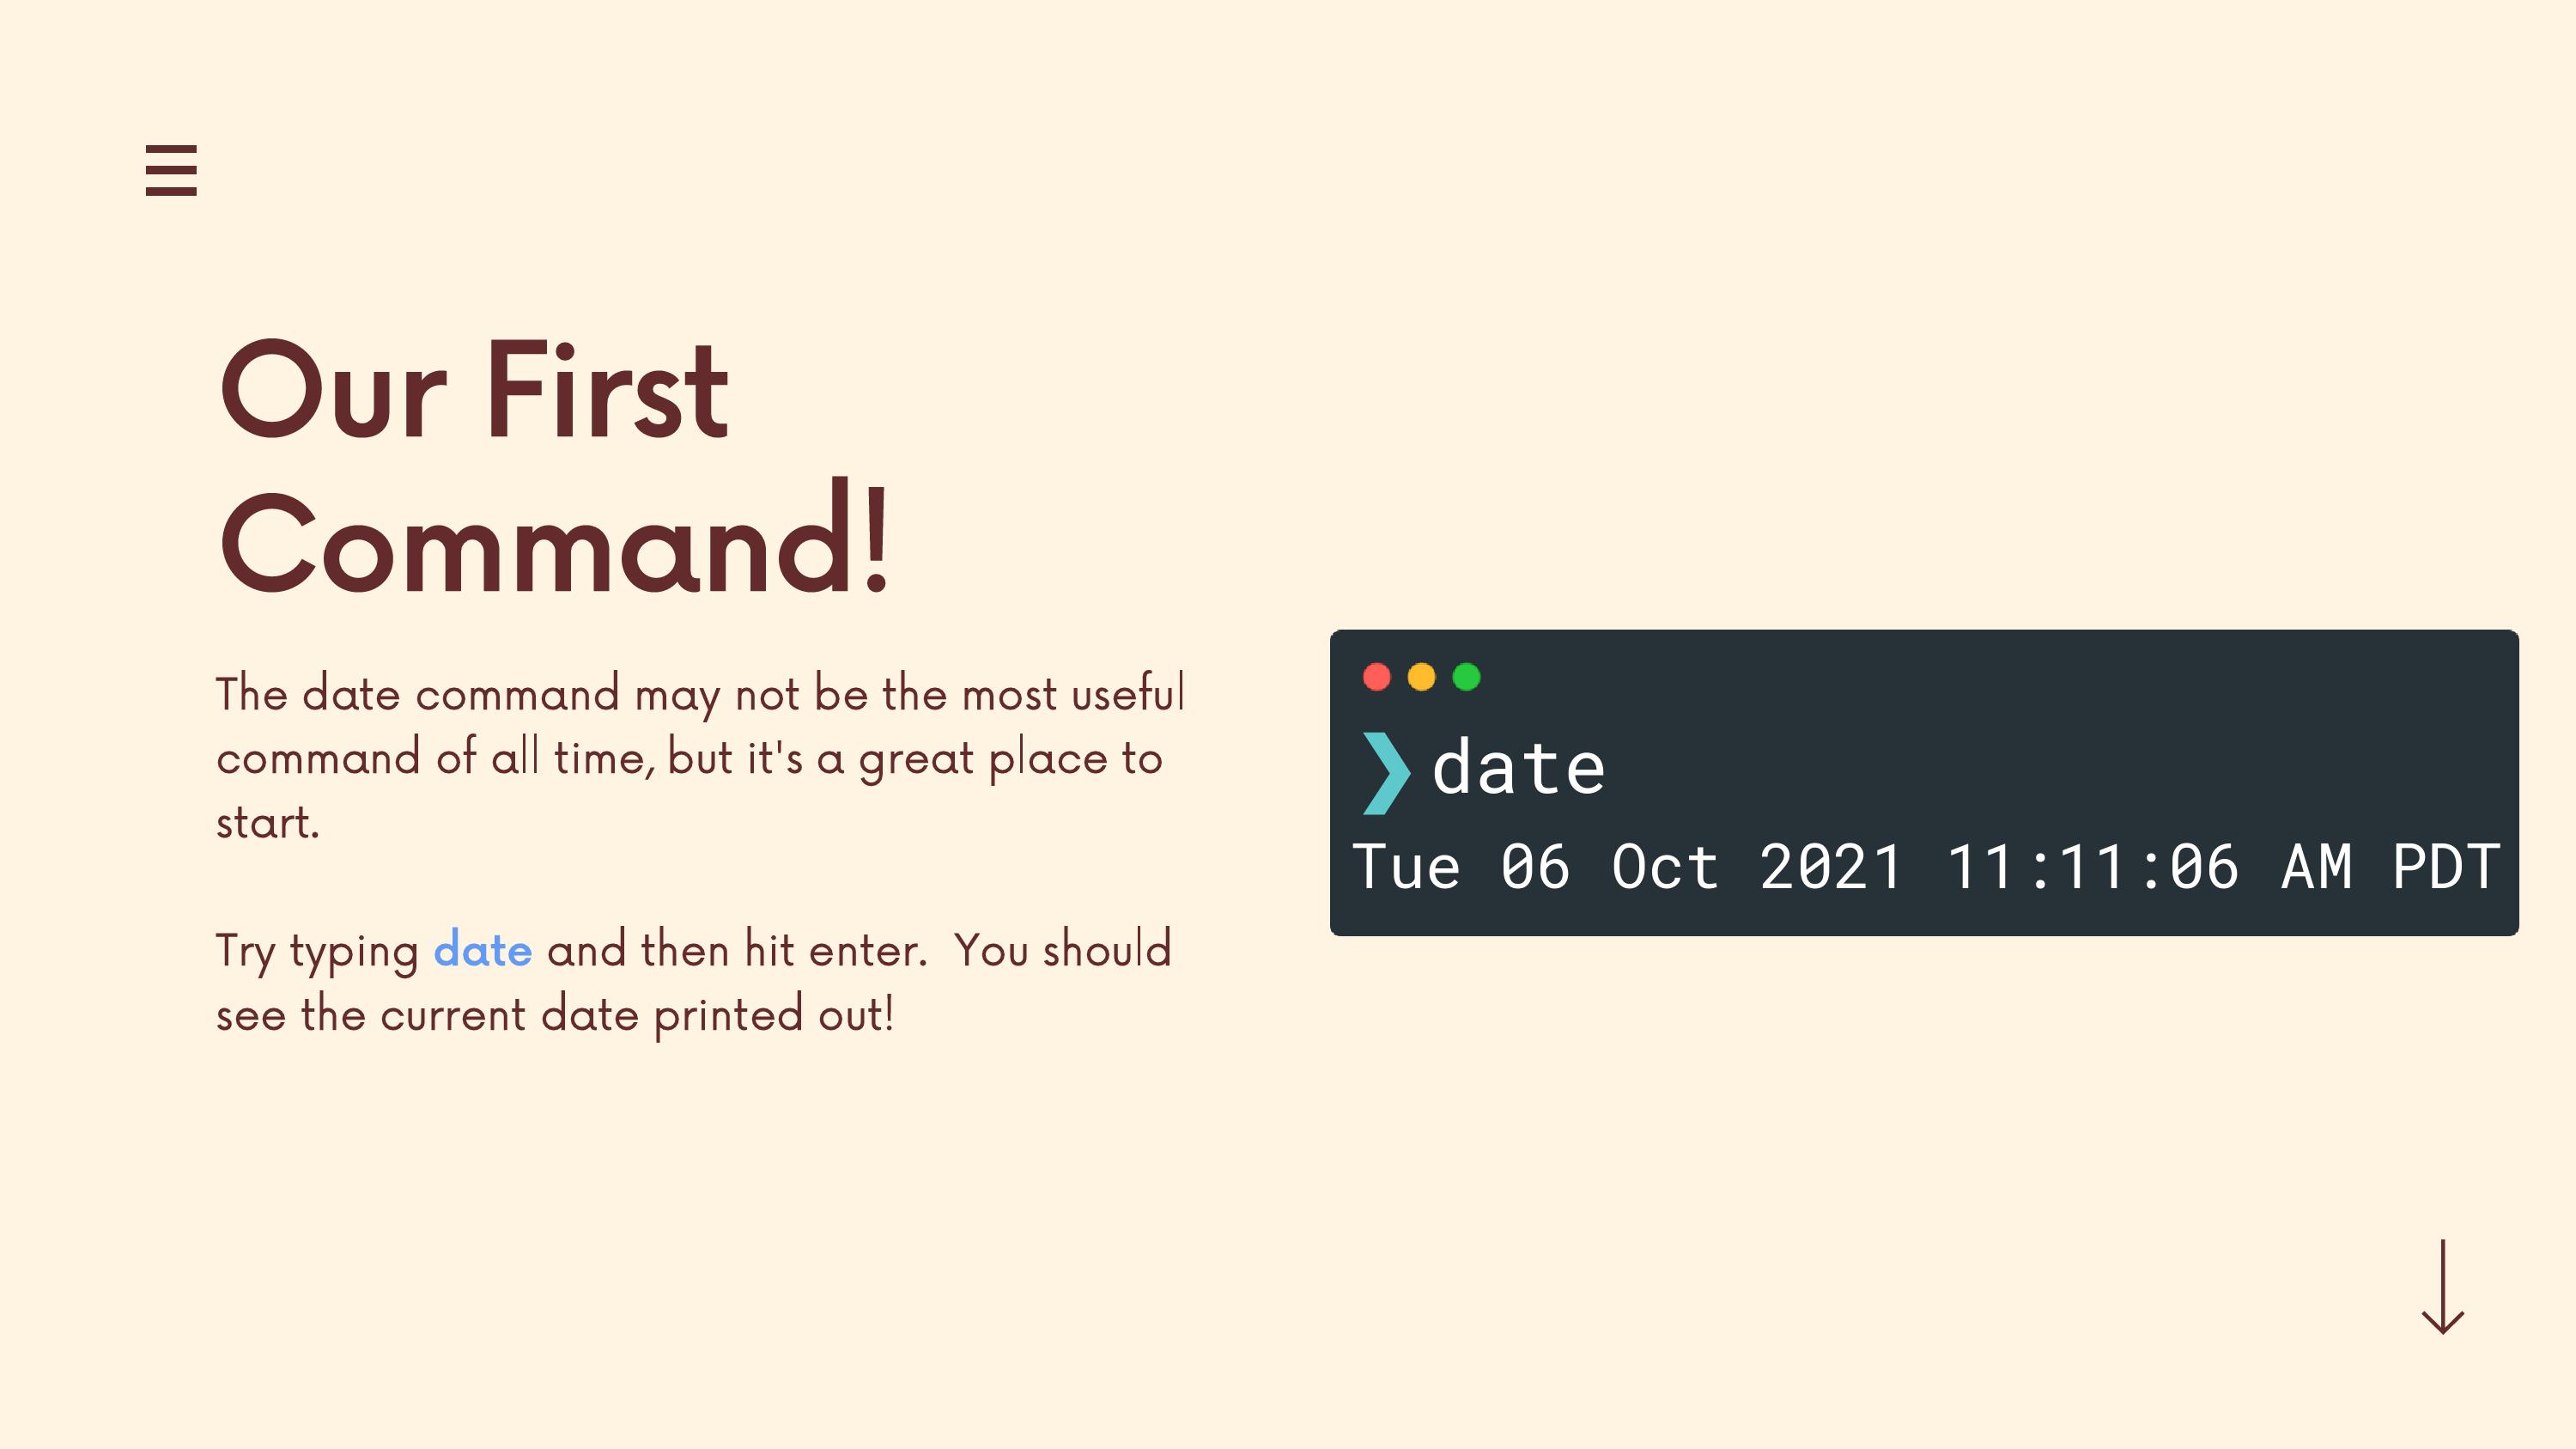 Our First
Command!
The date command may not be the most useful
command of all time, but it's a great place to
start.
Try typing date and then hit enter.  You should
see the current date printed out!
❯ date
Tue 06 Oct 2021 11:11:06 AM PDT